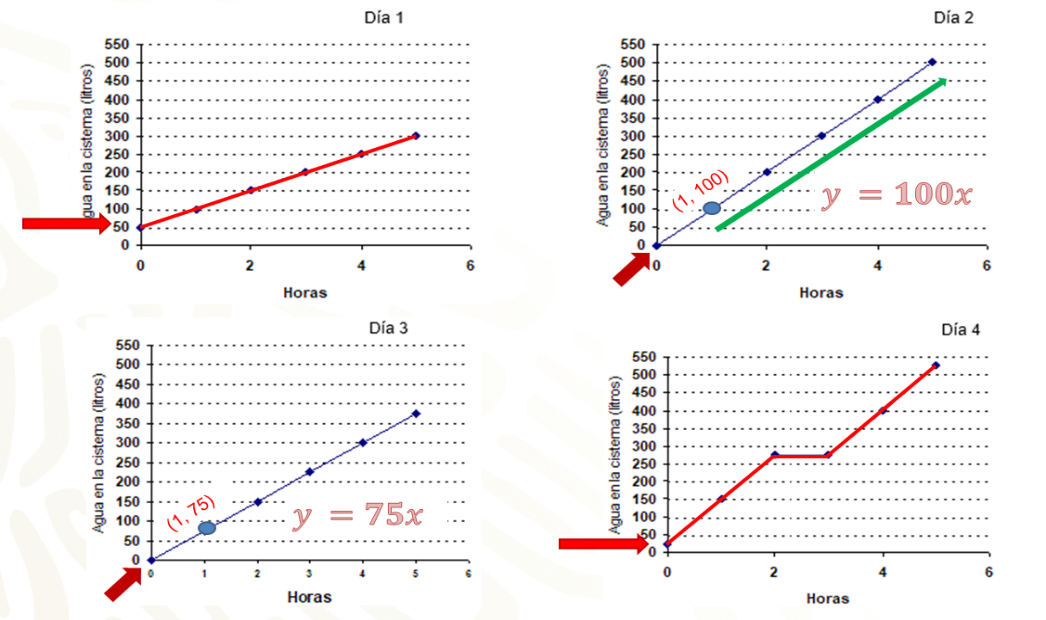 Día 1
550
500
450
400
350
300
250
200
150
100
50
0
Agua en la cisterna (litros)
0 2 4 6
Horas
Día 2
550
500
450
400
350
300
250
200
150
100
50
0
Agua en la cisterna (litros)
(1, 100)
y = 100x
0 2 4 6
Horas
Día 3
550
500
450
400
350
300
250
200
150
100
50
0
Agua en la cisterna (litros)
(1, 75)
y = 75x
0 1 2 3 4 5 6
Horas
Día 4
550
500
450
400
350
300
250
200
150
100
50
0
Agua en la cisterna (litros)
0 2 4 6
Horas